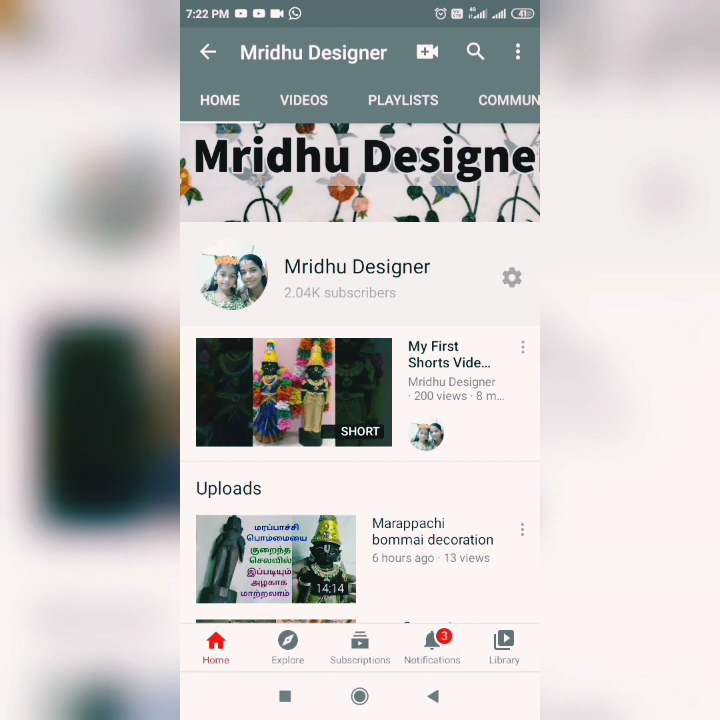 7:22 PM
4G
41
Mridhu Designer
HOME VIDEOS PLAYLISTS COMMUN
Mridhu Designe
Mridhu Designer
2.04K subscribers
My First
Shorts Vide...
Mridhu Designer
· 200 views · 8 m...
SHORT
Uploads
மரப்பாச்சி
பொம்மையை
குறைந்த
செலவில்
இப்படியும்
அழகாக
மாற்றலாம்
14:14
Marappachi
bommai decoration
6 hours ago · 13 views
3
Home Explore Subscriptions Notifications Library